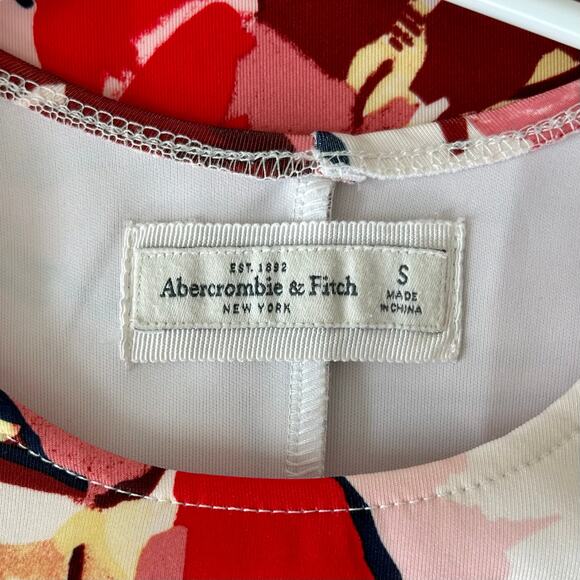 EST. 1892
Abercrombie & Fitch
NEW YORK
S
MADE
IN CHINA